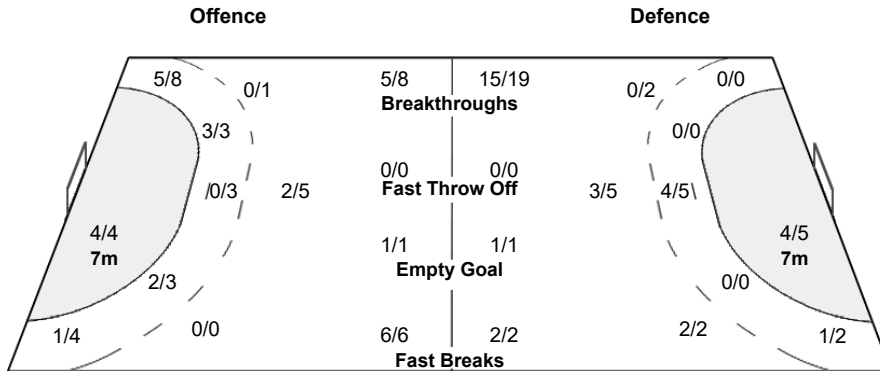 Offence Defence
5/8 5/8 15/19 0/0
0/1 0/2
Breakthroughs
3/3 0/0
0/0 0/0
0/3 2/5 Fast Throw Off 3/5 4/5
4/4 4/5
1/1 1/1
7m 7m
Empty Goal
2/3 0/0
0/0 2/2
1/4 6/6 2/2 1/2
Fast Breaks